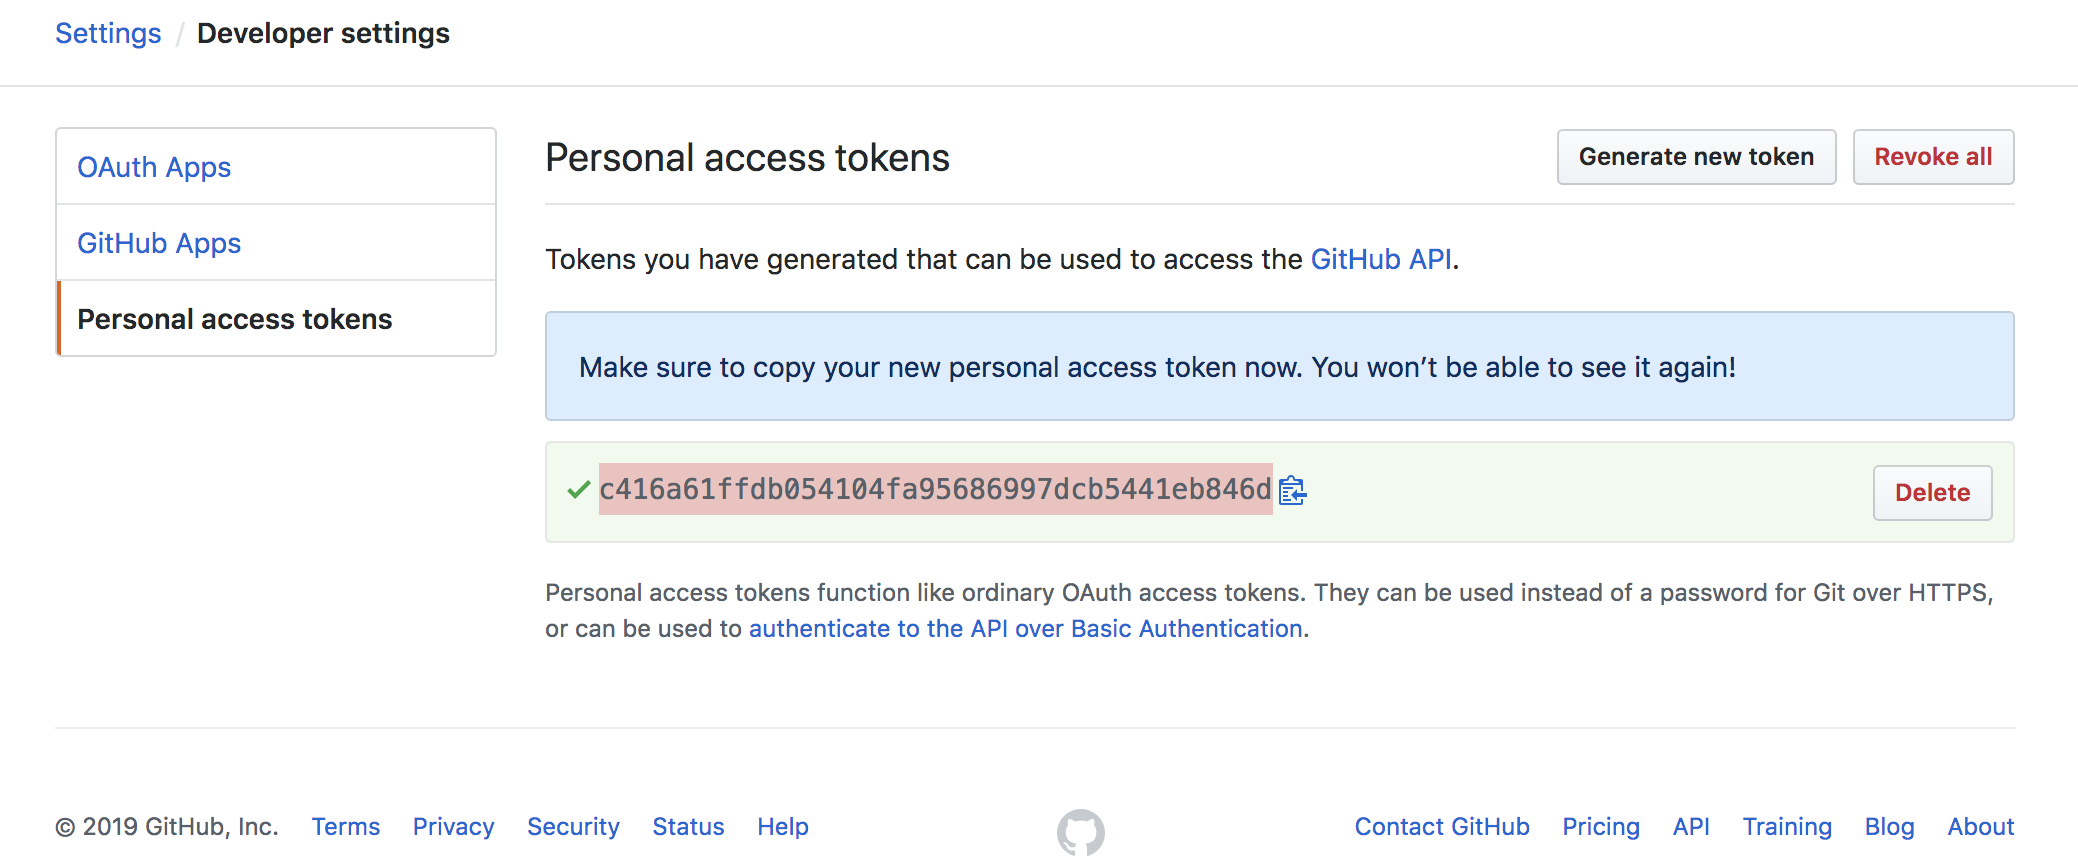 Settings / Developer settings
OAuth Apps
GitHub Apps
Personal access tokens
Personal access tokens
Generate new token
Revoke all
Tokens you have generated that can be used to access the GitHub API.
Make sure to copy your new personal access token now. You won’t be able to see it again!
c416a61ffdb054104fa95686997dcb5441eb846d
Delete
Personal access tokens function like ordinary OAuth access tokens. They can be used instead of a password for Git over HTTPS,
or can be used to authenticate to the API over Basic Authentication.
© 2019 GitHub, Inc. Terms Privacy Security Status Help
Contact GitHub Pricing API Training Blog About